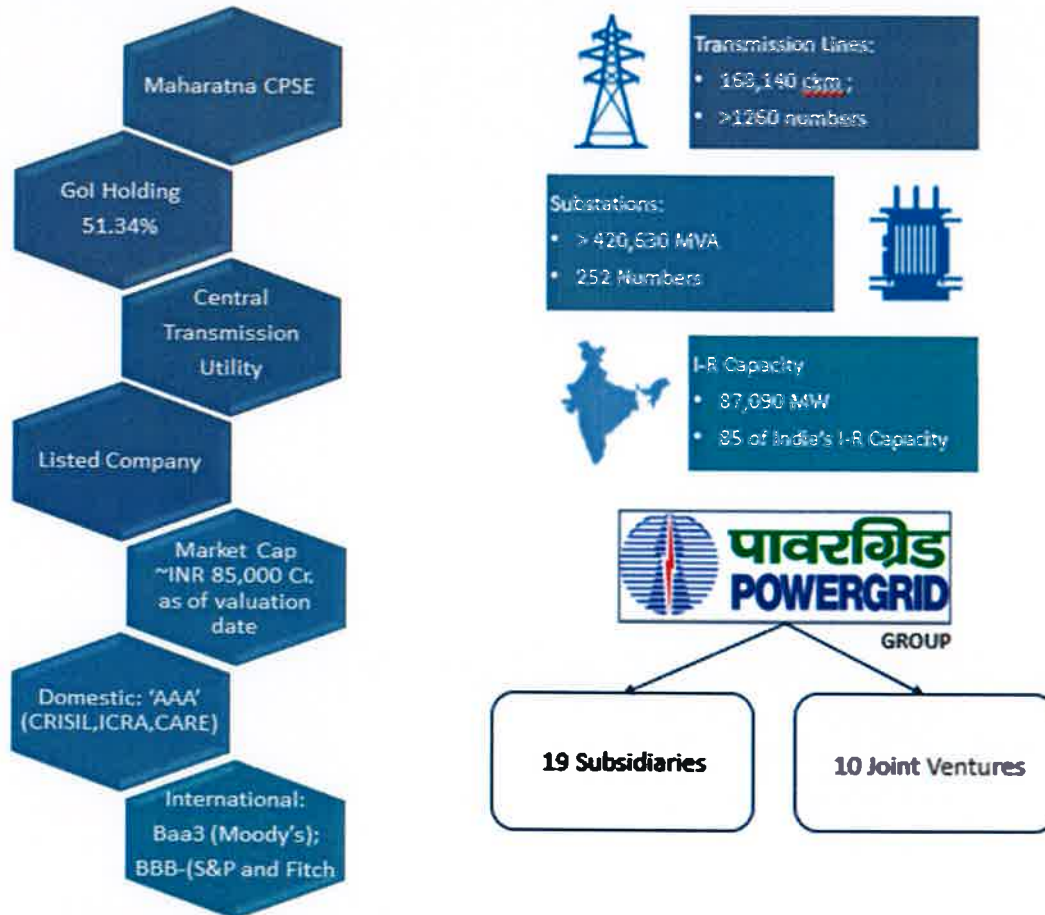 Maharatna CPSE
GoI Holding
51.34%
Central
Transmission
Utility
Listed Company
Market Cap
~INR 85,000 Cr.
as of valuation
date
Domestic: ‘AAA’
(CRISIL,ICRA,CARE)
International:
Baa3 (Moody’s);
BBB-(S&P and Fitch
Transmission Lines:
• 168,140 ckm ;
• >1260 numbers
Substations:
• > 420,630 MVA
• 252 Numbers
I-R Capacity
• 87,090 MW
• 85 of India’s I-R Capacity
पावरग्रिड
POWERGRID
GROUP
19 Subsidiaries
10 Joint Ventures